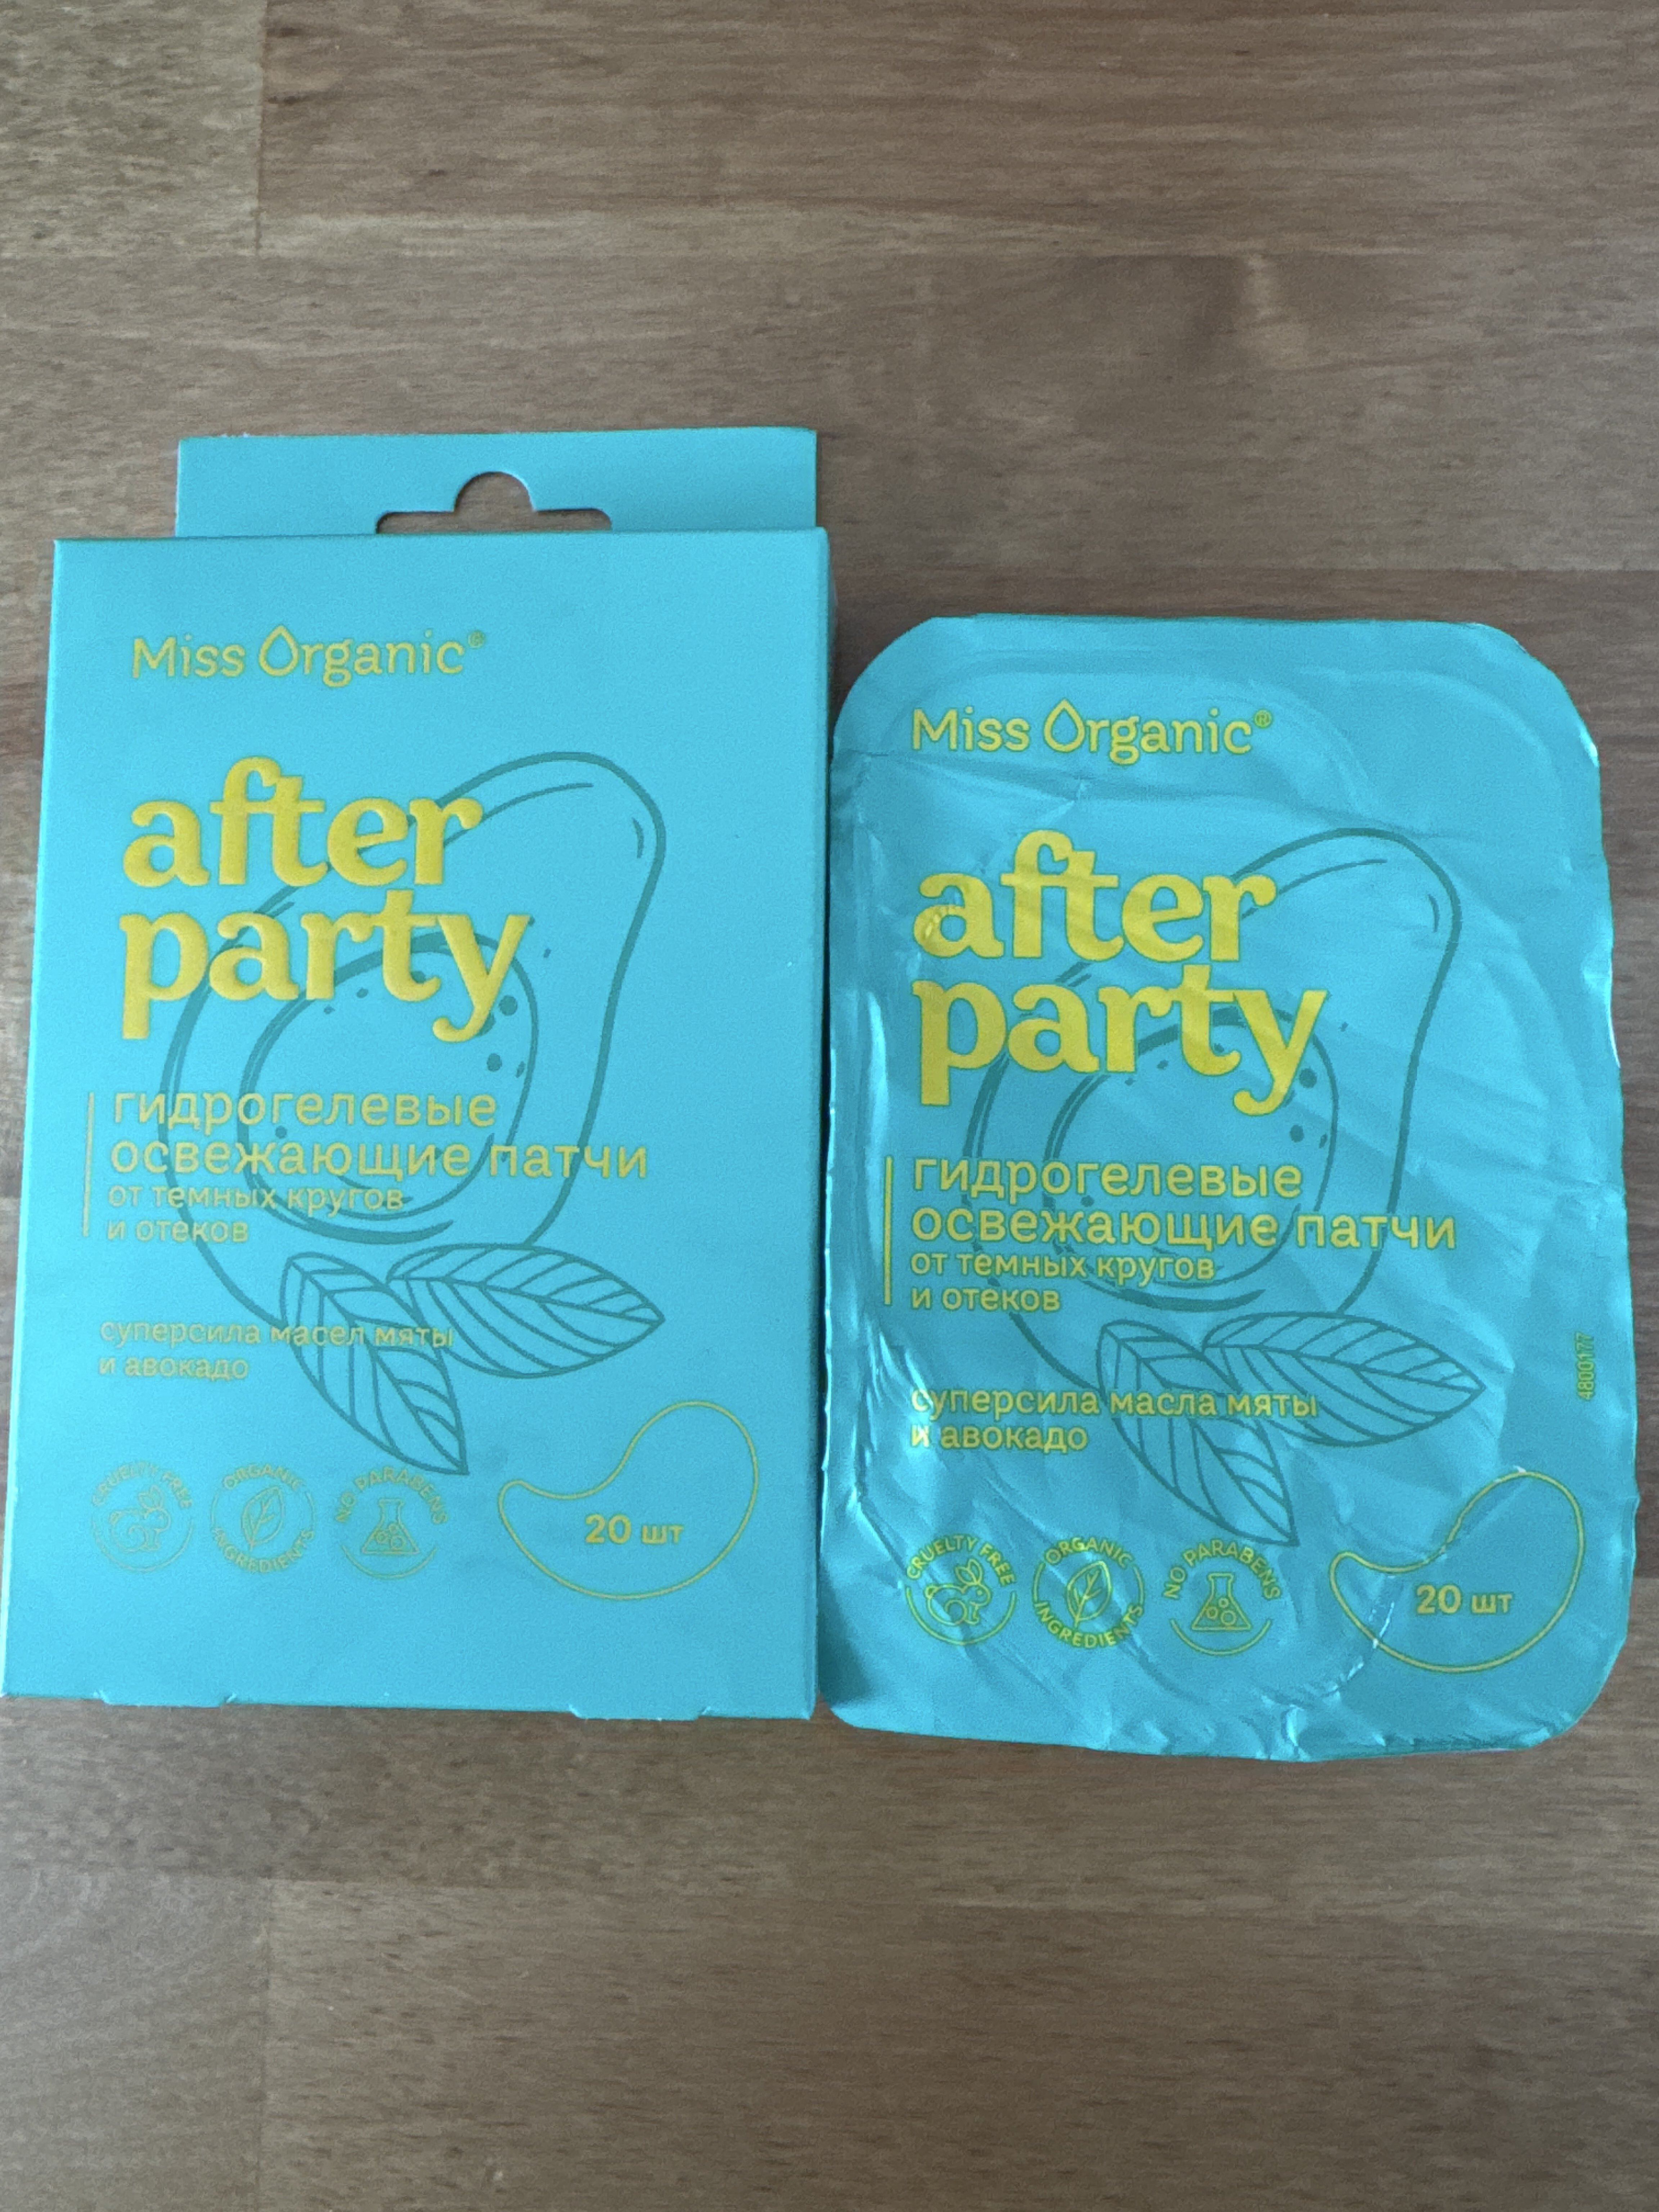 Miss Organic®
after
party
гидрогелевые
освежающие патчи
от темных кругов
и отеков
суперсила масел мяты
и авокадо
CRUELTY FREE
ORGANIC INGREDIENTS
NO PARABENS
20 шт
Miss Organic®
after
party
гидрогелевые
освежающие патчи
от темных кругов
и отеков
суперсила масла мяты
и авокадо
CRUELTY FREE
ORGANIC INGREDIENTS
NO PARABENS
20 шт
4800177